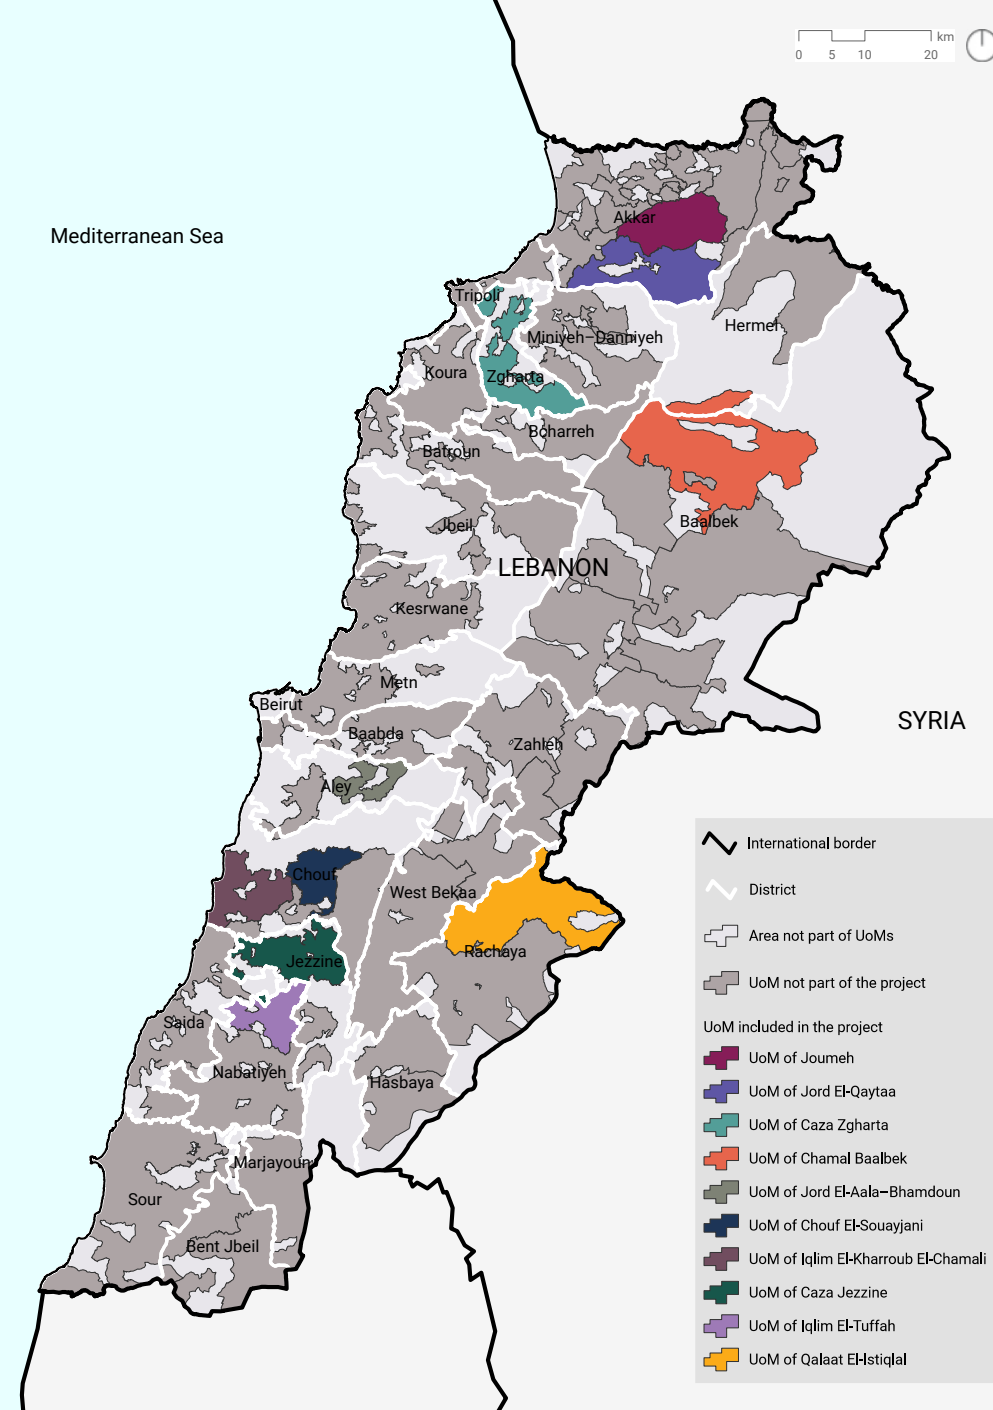 km
0 5 10 20
Mediterranean Sea
Akkar
Tripoli
Hermel
Miniyeh–Danniyeh
Koura
Zgharta
Bcharreh
Batroun
Baalbek
Jbeil
LEBANON
Kesrwane
Metn
Beirut
SYRIA
Baabda
Zahleh
Aley
Chouf
West Bekaa
Rachaya
Jezzine
Saida
Nabatiyeh
Hasbaya
Marjayoun
Sour
Bent Jbeil
International border
District
Area not part of UoMs
UoM not part of the project
UoM included in the project
UoM of Joumeh
UoM of Jord El-Qaytaa
UoM of Caza Zgharta
UoM of Chamal Baalbek
UoM of Jord El-Aala–Bhamdoun
UoM of Chouf El-Souayjani
UoM of Iqlim El-Kharroub El-Chamali
UoM of Caza Jezzine
UoM of Iqlim El-Tuffah
UoM of Qalaat El-Istiqlal